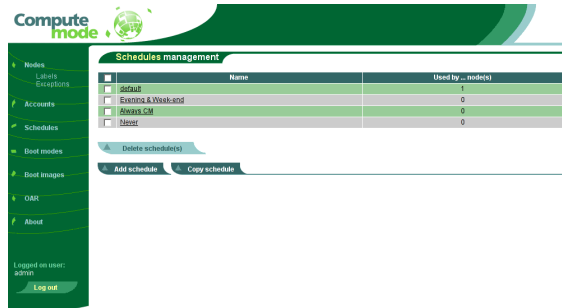 Compute
mode
Nodes
Labels
Exceptions
Accounts
Schedules
Boot modes
Boot images
OAR
About
Logged on user:
admin
Log out
Schedules management
Name Used by ... node(s)
default 1
Evening & Week-end 0
Always CM 0
Never 0
Delete schedule(s)
Add schedule Copy schedule